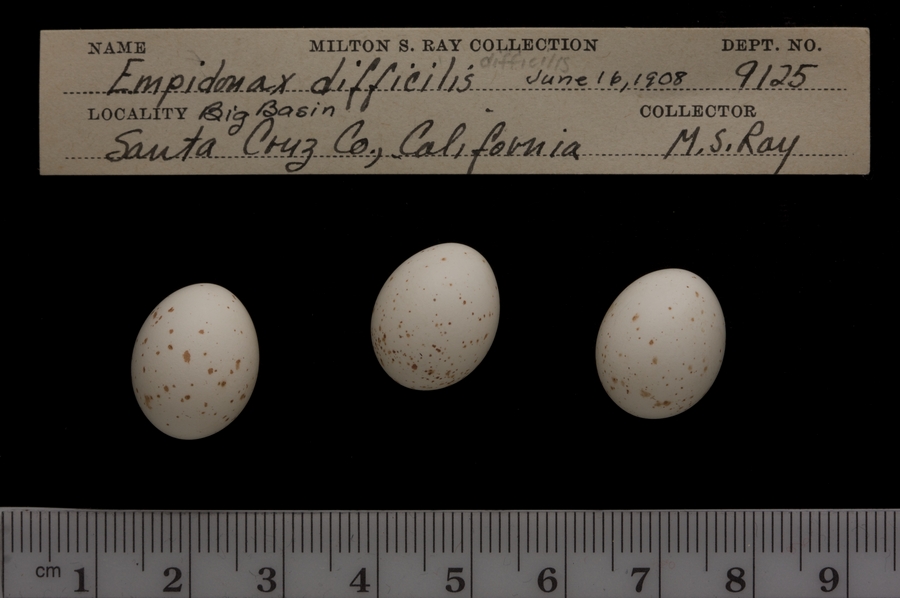 NAME MILTON S. RAY COLLECTION DEPT. NO.
difficilis
Empidonax difficilis June 16, 1908 9125
LOCALITY Big Basin COLLECTOR
Santa Cruz Co., California M.S. Ray
cm 1 2 3 4 5 6 7 8 9